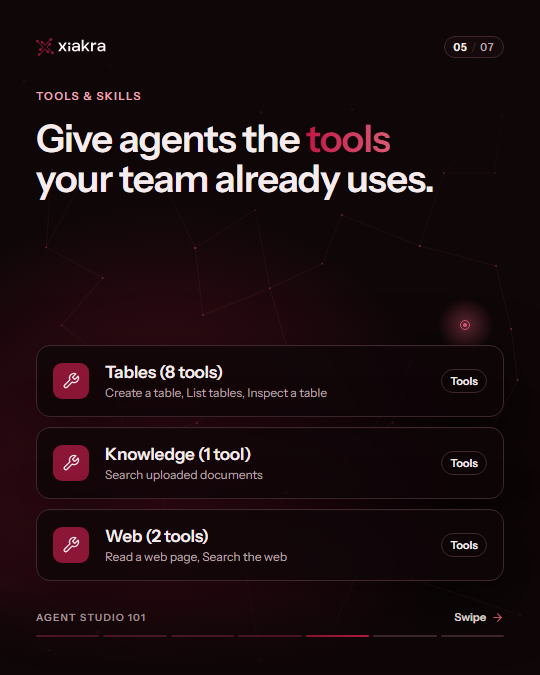 xiakra
05 / 07
TOOLS & SKILLS
Give agents the tools
your team already uses.
Tables (8 tools)
Create a table, List tables, Inspect a table
Tools
Knowledge (1 tool)
Search uploaded documents
Tools
Web (2 tools)
Read a web page, Search the web
Tools
AGENT STUDIO 101
Swipe →